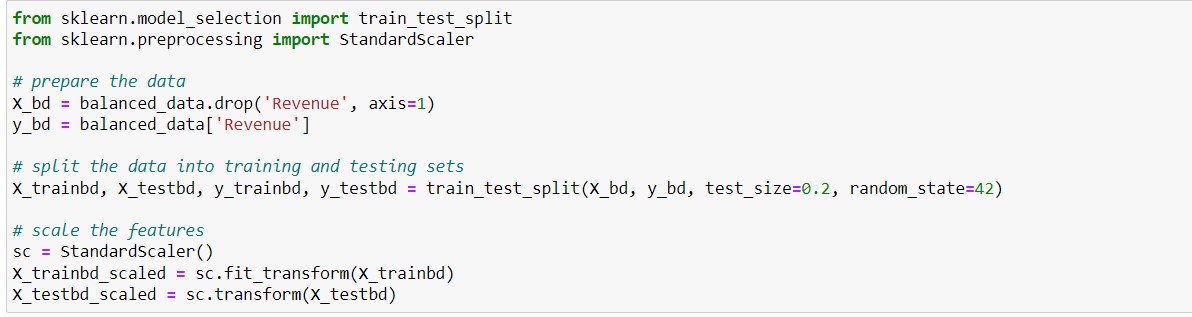 from sklearn.model_selection import train_test_split
from sklearn.preprocessing import StandardScaler
# prepare the data
X_bd = balanced_data.drop('Revenue', axis=1)
y_bd = balanced_data['Revenue']
# split the data into training and testing sets
X_trainbd, X_testbd, y_trainbd, y_testbd = train_test_split(X_bd, y_bd, test_size=0.2, random_state=42)
# scale the features
sc = StandardScaler()
X_trainbd_scaled = sc.fit_transform(X_trainbd)
X_testbd_scaled = sc.transform(X_testbd)